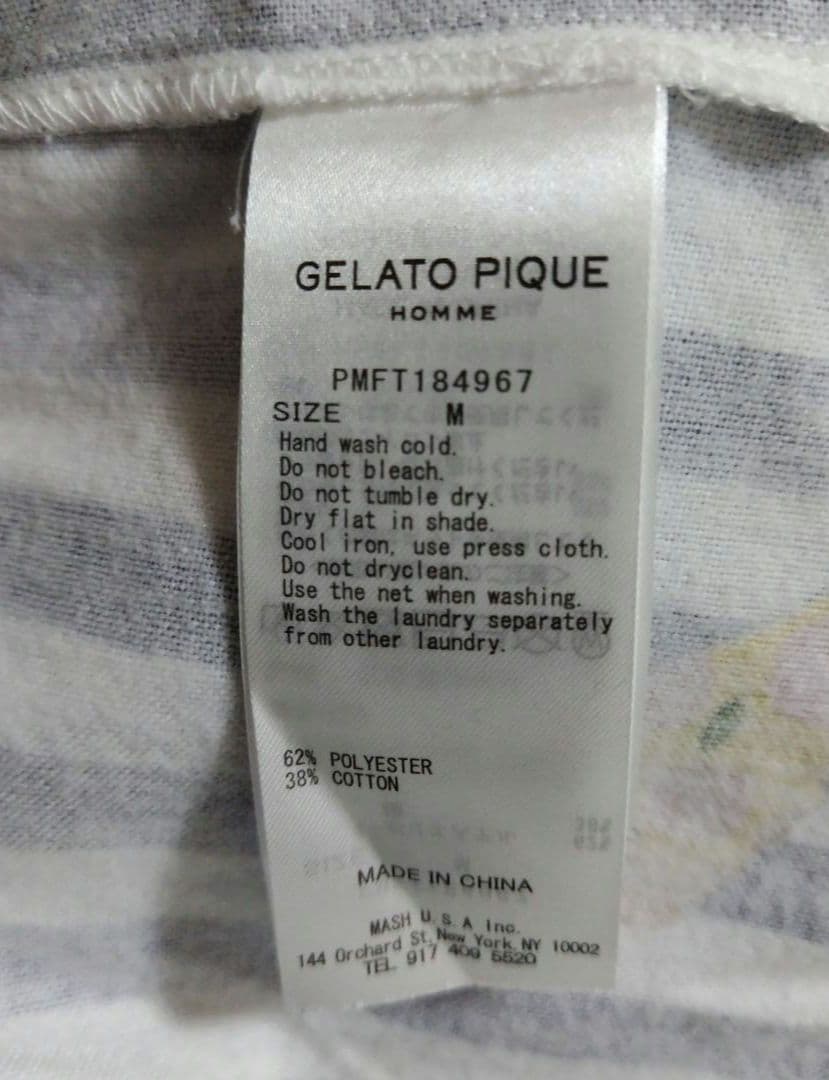 GELATO PIQUE
HOMME
PMFT184967
SIZE M
Hand wash cold.
Do not bleach.
Do not tumble dry.
Dry flat in shade.
Cool iron, use press cloth.
Do not dryclean.
Use the net when washing.
Wash the laundry separately
from other laundry.
62% POLYESTER
38% COTTON
MADE IN CHINA
MASH U.S.A Inc.
144 Orchard St. New York, NY 10002
TEL. 917 409 5520